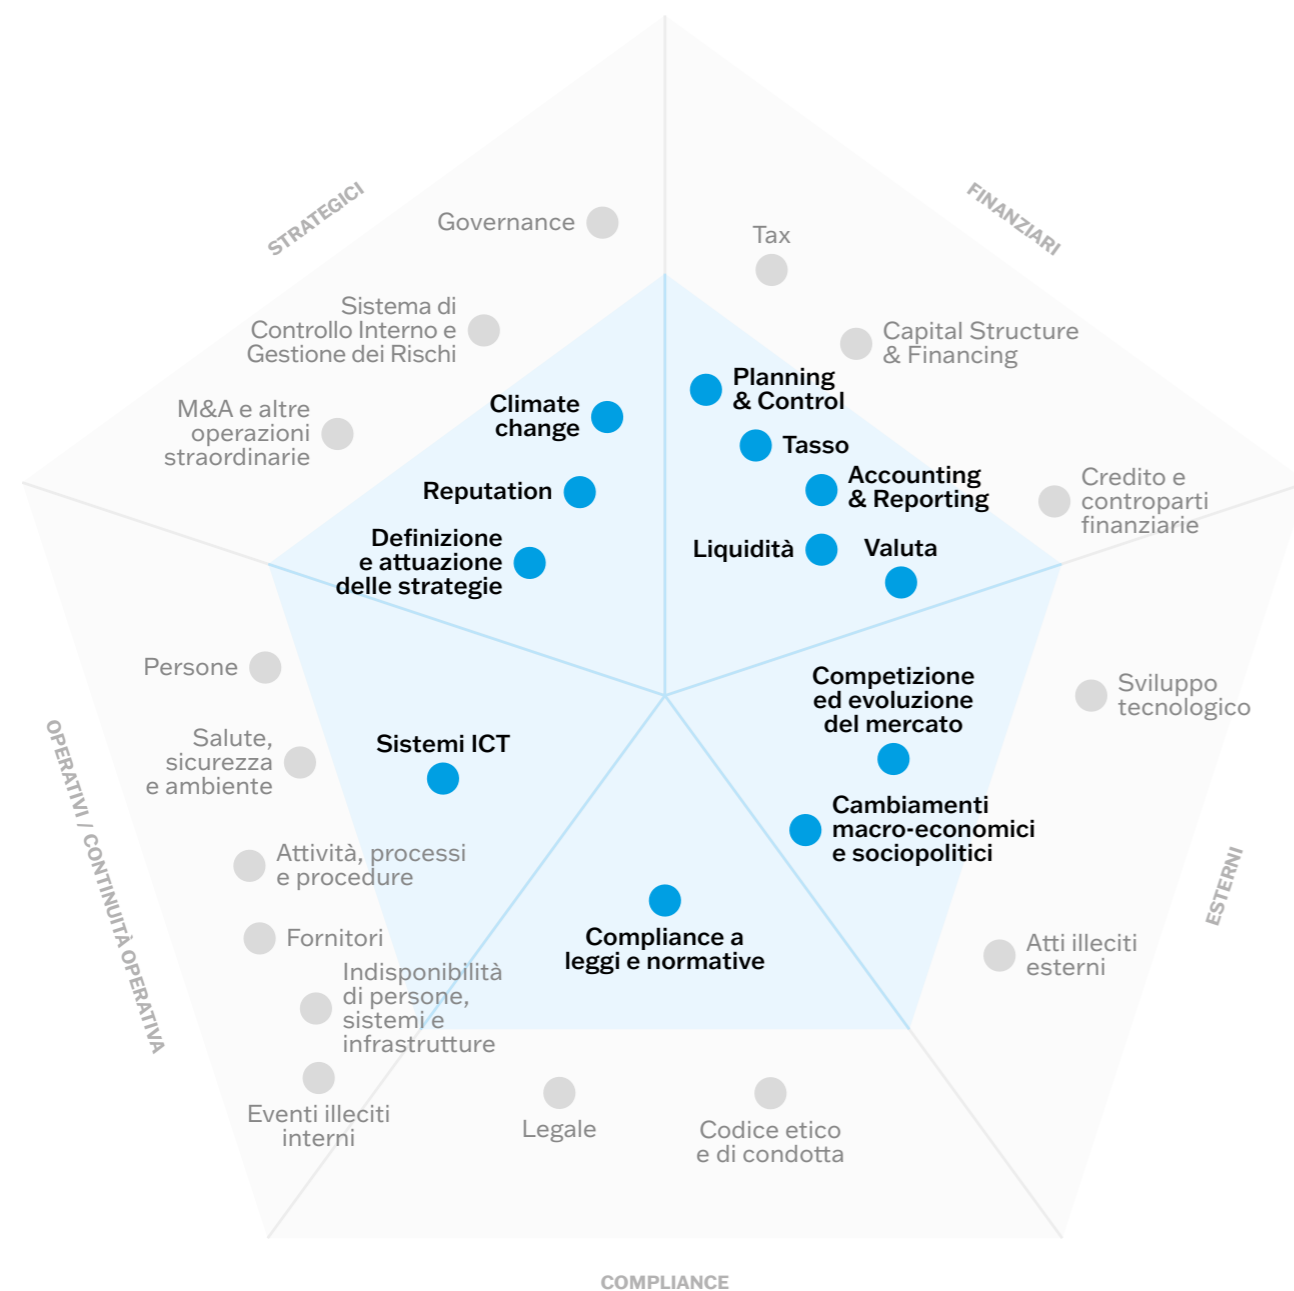 STRATEGICI
FINANZIARI
Governance
Tax
Sistema di
Controllo Interno e
Gestione dei Rischi
Capital Structure
& Financing
Climate
change
Planning
& Control
M&A e altre
operazioni
straordinarie
Tasso
Reputation
Accounting
& Reporting
Credito e
controparti
finanziarie
Definizione
e attuazione
delle strategie
Liquidità
Valuta
Persone
Competizione
ed evoluzione
del mercato
Sviluppo
tecnologico
OPERATIVI / CONTINUITÀ OPERATIVA
Salute,
sicurezza
e ambiente
Sistemi ICT
Cambiamenti
macro-economici
e sociopolitici
Attività, processi
e procedure
ESTERNI
Fornitori
Compliance a
leggi e normative
Atti illeciti
esterni
Indisponibilità
di persone,
sistemi e
infrastrutture
Eventi illeciti
interni
Legale
Codice etico
e di condotta
COMPLIANCE